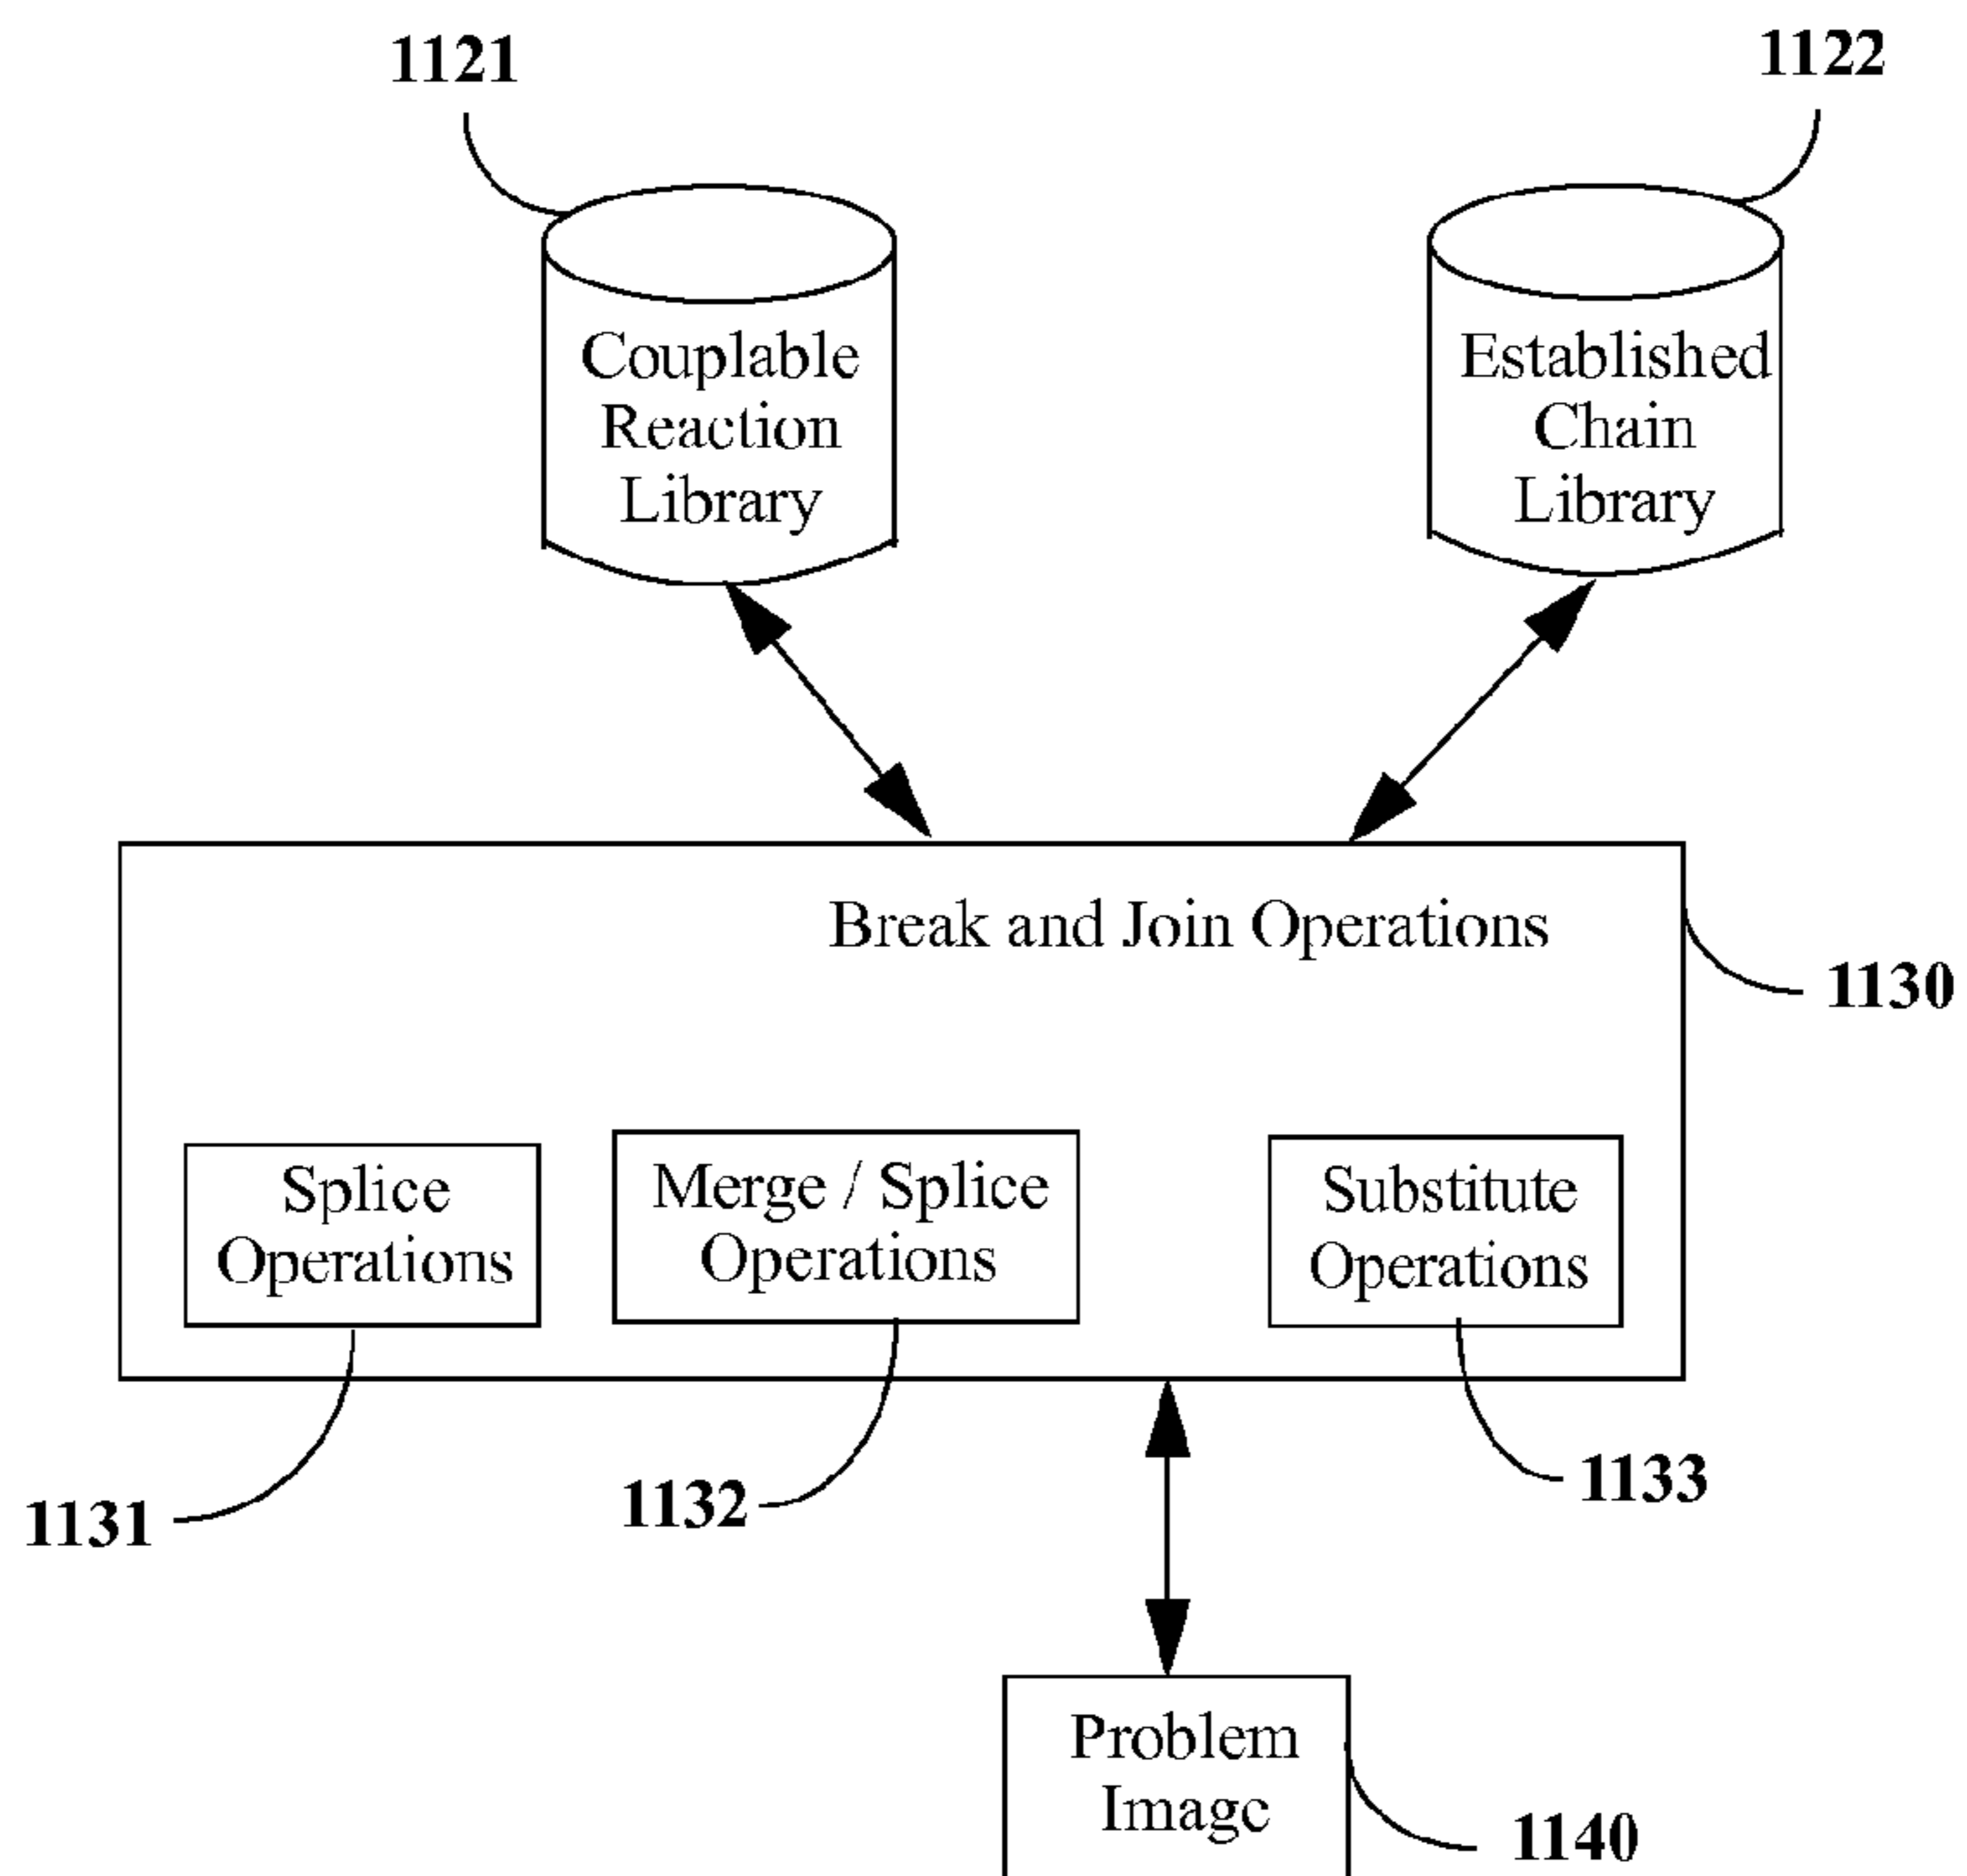 1121
1122
Couplable
Reaction
Library
Established
Chain
Library
Break and Join Operations
1130
Splice
Operations
Merge / Splice
Operations
Substitute
Operations
1131
1132
1133
Problem
Image
1140